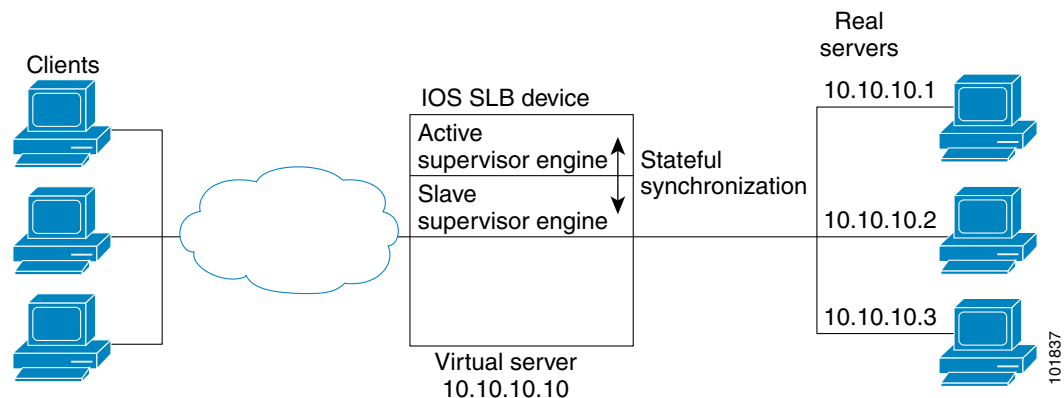 Clients
IOS SLB device
Active
supervisor engine
Slave
supervisor engine
Stateful
synchronization
Virtual server
10.10.10.10
Real
servers
10.10.10.1
10.10.10.2
10.10.10.3
101837